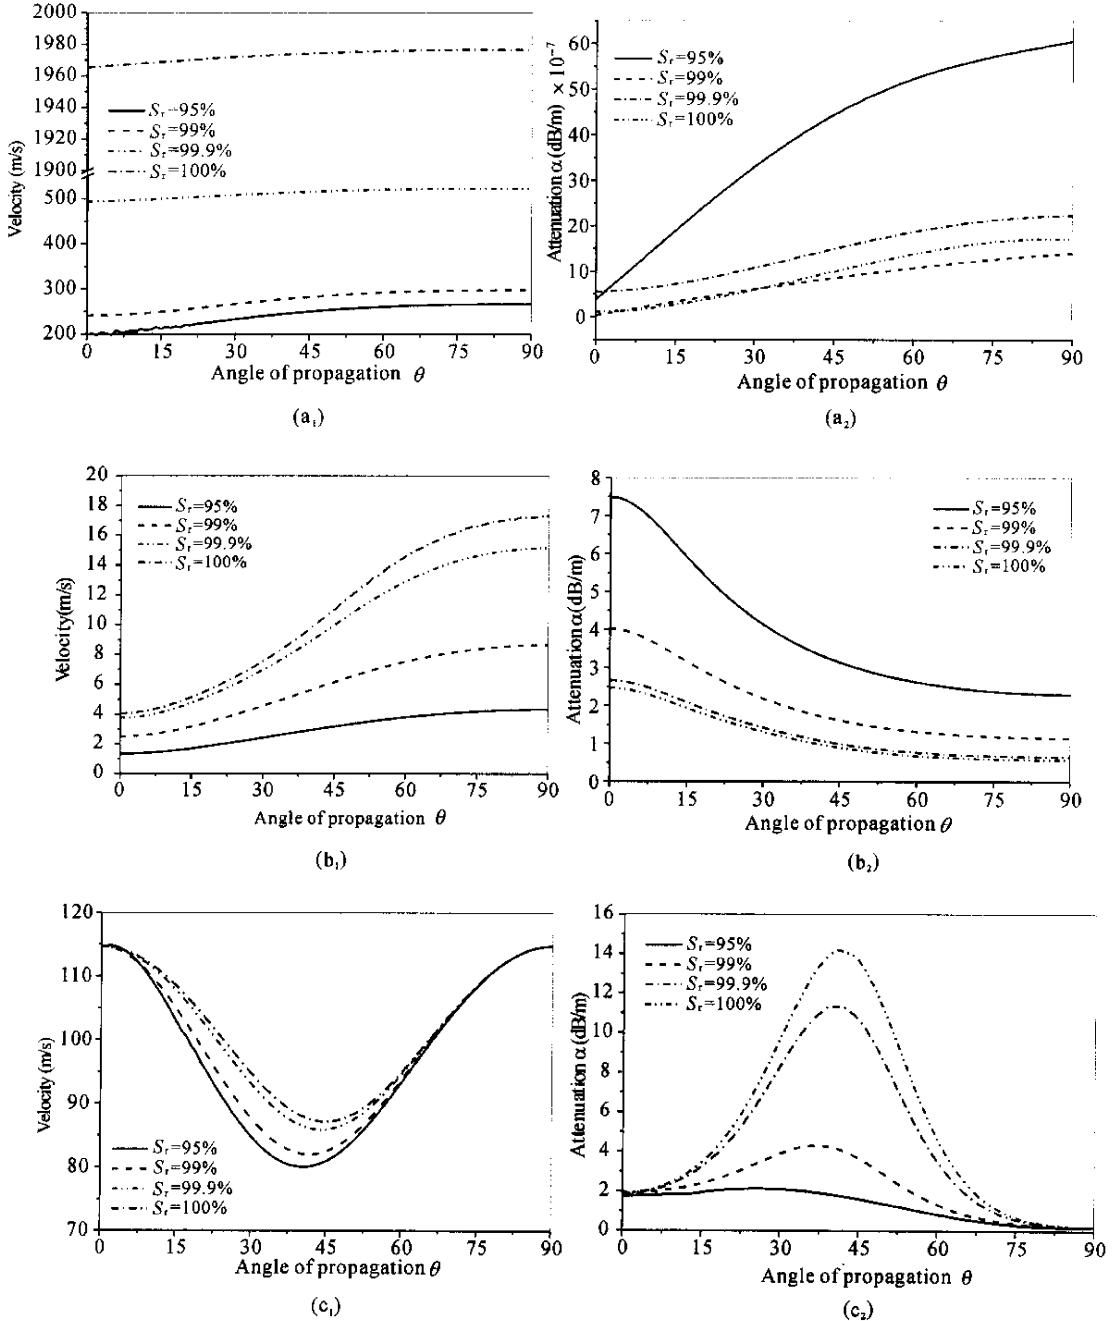 2000
1980
1960
1940
1920
1900
500
400
300
200
Velocity (m/s)
Sr=95%
Sr=99%
Sr=99.9%
Sr=100%
0 15 30 45 60 75 90
Angle of propagation θ
(a1)
60
50
40
30
20
10
0
Attenuation α (dB/m) × 10⁻⁷
Sr=95%
Sr=99%
Sr=99.9%
Sr=100%
0 15 30 45 60 75 90
Angle of propagation θ
(a2)
20
18
16
14
12
10
8
6
4
2
0
Velocity(m/s)
Sr=95%
Sr=99%
Sr=99.9%
Sr=100%
0 15 30 45 60 75 90
Angle of propagation θ
(b1)
8
7
6
5
4
3
2
1
0
Attenuation α(dB/m)
Sr=95%
Sr=99%
Sr=99.9%
Sr=100%
0 15 30 45 60 75 90
Angle of propagation θ
(b2)
120
110
100
90
80
70
Velocity (m/s)
Sr=95%
Sr=99%
Sr=99.9%
Sr=100%
0 15 30 45 60 75 90
Angle of propagation θ
(c1)
16
14
12
10
8
6
4
2
0
Attenuation α (dB/m)
Sr=95%
Sr=99%
Sr=99.9%
Sr=100%
0 15 30 45 60 75 90
Angle of propagation θ
(c2)